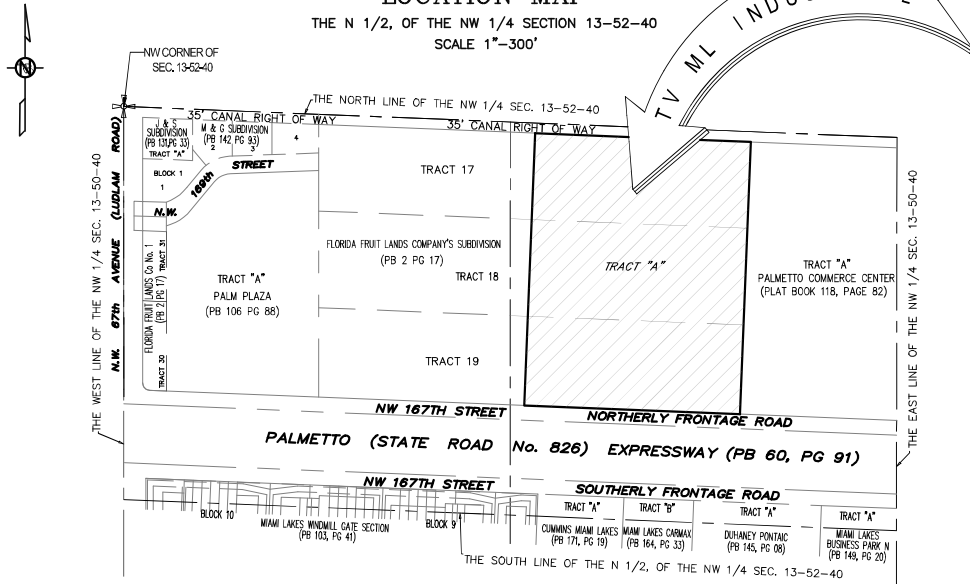 LOCATION MAP
THE N 1/2, OF THE NW 1/4 SECTION 13-52-40
SCALE 1"-300'
TV ML INDUS
N
NW CORNER OF
SEC. 13-52-40
THE NORTH LINE OF THE NW 1/4 SEC. 13-52-40
35' CANAL RIGHT OF WAY
35' CANAL RIGHT OF WAY
J & S
SUBDIVISION
(PB 131,PG 33)
TRACT "A"
M & G SUBDIVISION
(PB 142, PG 93)
2
3
4
BLOCK 1
1
N.W. 169th STREET
THE WEST LINE OF THE NW 1/4 SEC. 13-50-40
N.W. 67th AVENUE (LUDLAM ROAD)
FLORIDA FRUIT LANDS Co No. 1
(PB 2 PG 17)
TRACT 31
TRACT 30
TRACT "A"
PALM PLAZA
(PB 106 PG 88)
TRACT 17
FLORIDA FRUIT LANDS COMPANY'S SUBDIVISION
(PB 2 PG 17)
TRACT 18
TRACT 19
TRACT "A"
TRACT "A"
PALMETTO COMMERCE CENTER
(PLAT BOOK 118, PAGE 82)
THE EAST LINE OF THE NW 1/4 SEC. 13-50-40
NW 167TH STREET
NORTHERLY FRONTAGE ROAD
PALMETTO (STATE ROAD No. 826) EXPRESSWAY (PB 60, PG 91)
NW 167TH STREET
SOUTHERLY FRONTAGE ROAD
BLOCK 10
MIAMI LAKES WINDMILL GATE SECTION
(PB 103, PG 41)
BLOCK 9
TRACT "A"
CUMMINS MIAMI LAKES
(PB 171, PG 19)
TRACT "B"
MIAMI LAKES CARMAX
(PB 164, PG 33)
TRACT "A"
DUHANEY PONTAIC
(PB 145, PG 08)
TRACT "A"
MIAMI LAKES
BUSINESS PARK N
(PB 149, PG 20)
THE SOUTH LINE OF THE N 1/2, OF THE NW 1/4 SEC. 13-52-40